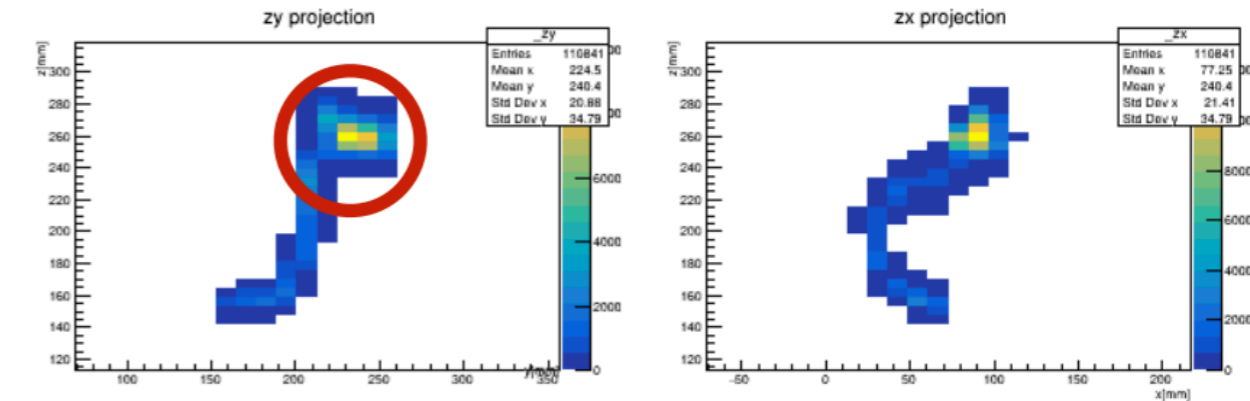 zy projection
_zy
Entries 110841
Mean x 224.5
Mean y 240.4
Std Dev x 20.88
Std Dev y 34.79
z[mm]
300
280
260
240
220
200
180
160
140
120
100
150
200
250
300
350
6000
4000
2000
0
zx projection
_zx
Entries 110841
Mean x 77.25
Mean y 240.4
Std Dev x 21.41
Std Dev y 34.79
z[mm]
300
280
260
240
220
200
180
160
140
120
-50
0
50
100
150
200
x[mm]
8000
6000
4000
2000
0